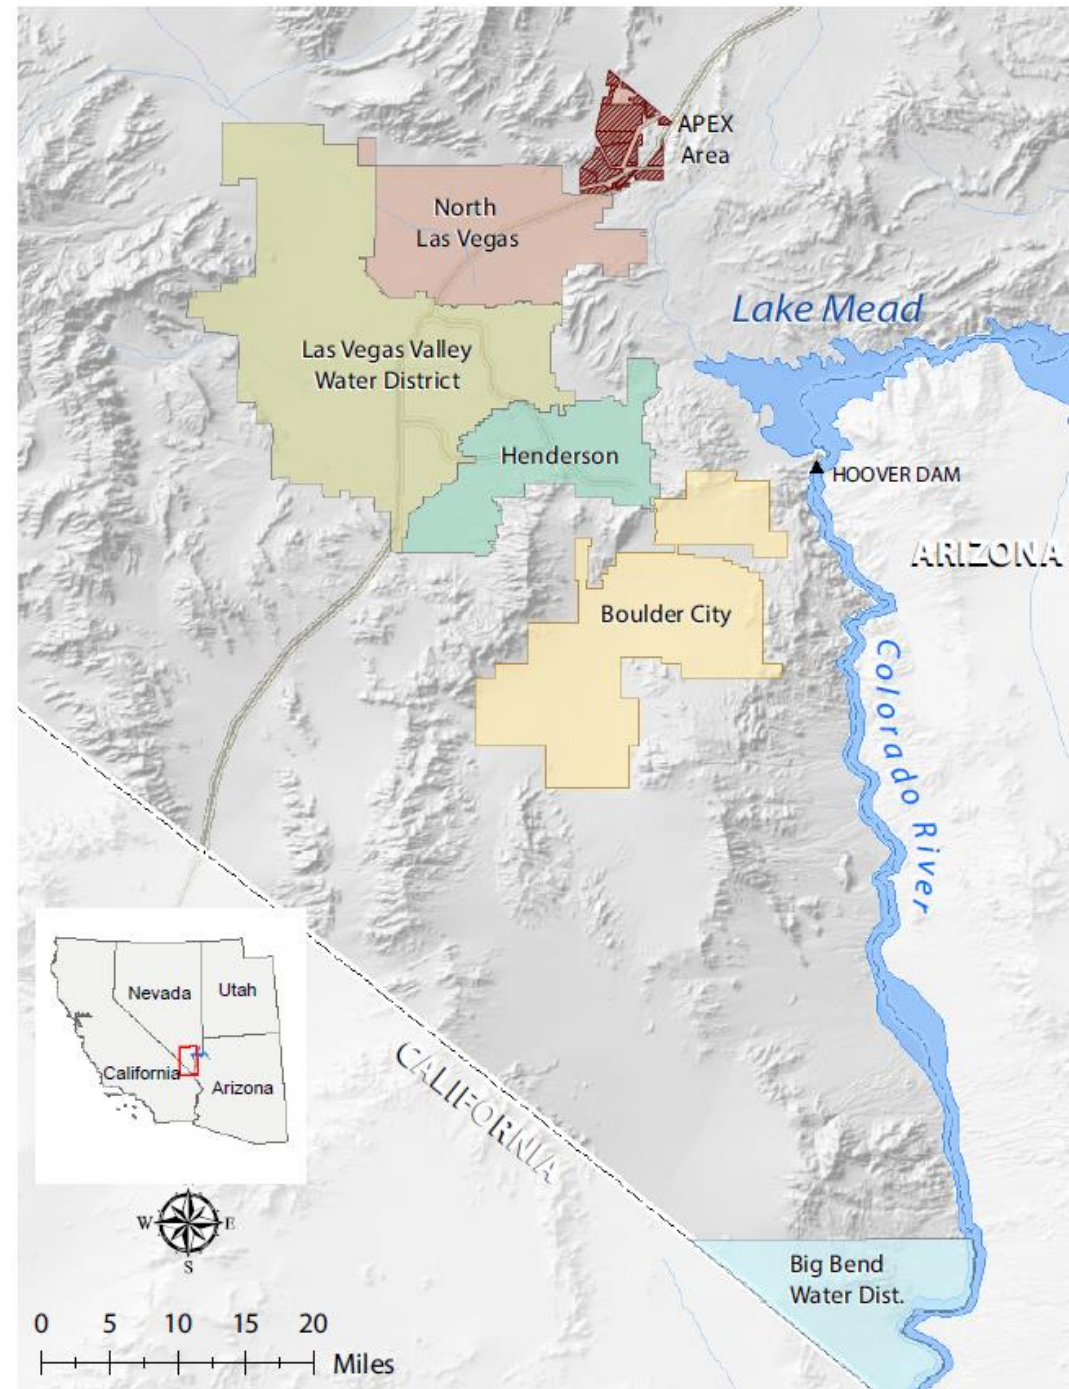 APEX
Area
North
Las Vegas
Lake Mead
Las Vegas Valley
Water District
Henderson
HOOVER DAM
ARIZONA
Boulder City
Colorado River
Nevada
Utah
California
Arizona
CALIFORNIA
W
E
S
Big Bend
Water Dist.
0 5 10 15 20
Miles